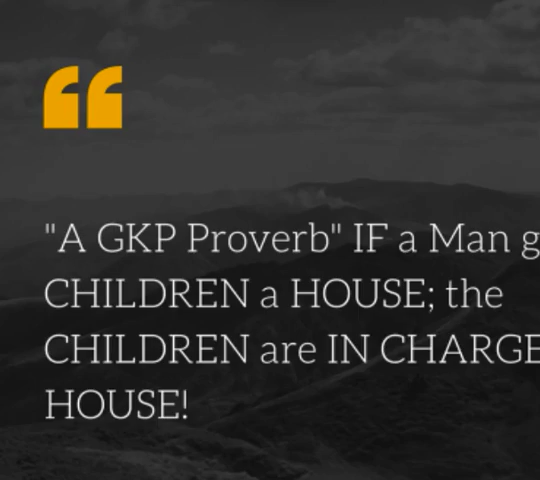 "A GKP Proverb" IF a Man g
CHILDREN a HOUSE; the
CHILDREN are IN CHARGE
HOUSE!